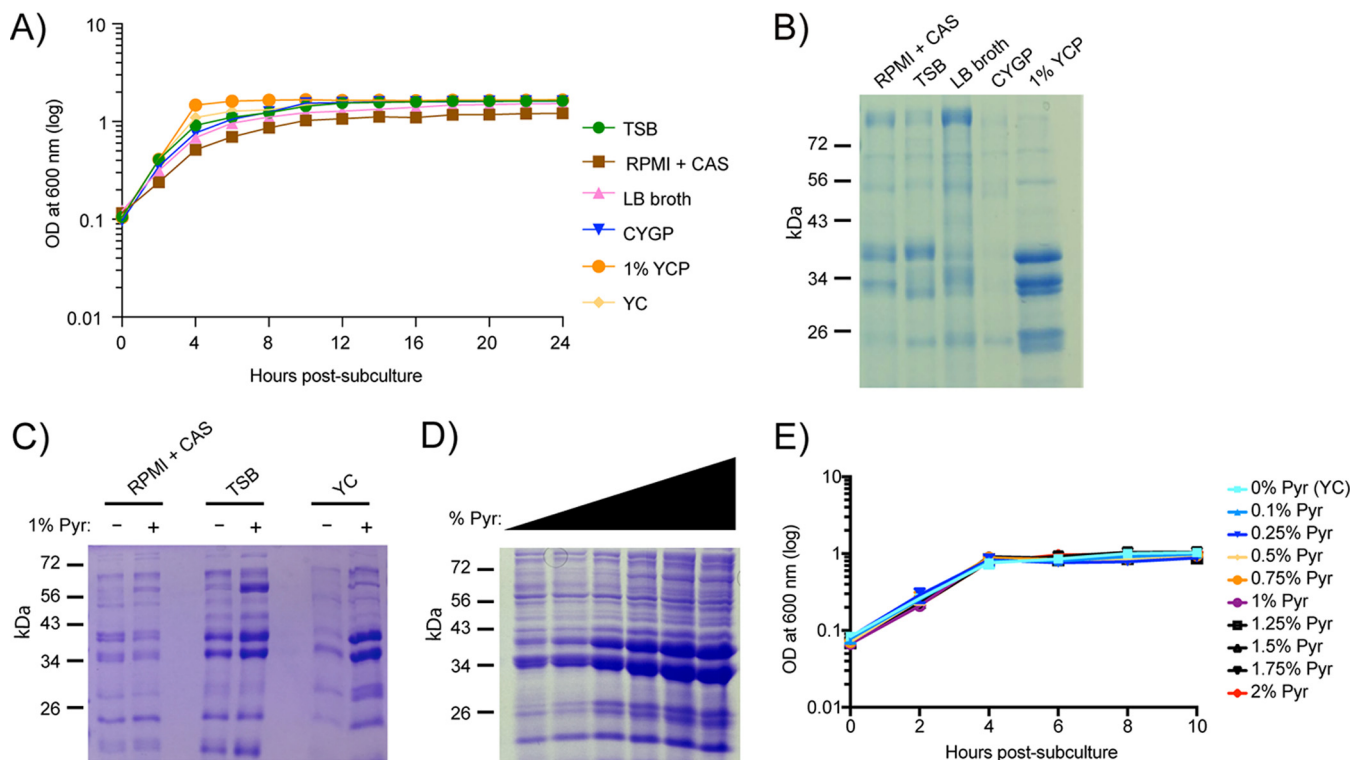 A)
10
1
0.1
0.01
OD at 600 nm (log)
0 4 8 12 16 20 24
Hours post-subculture
TSB
RPMI + CAS
LB broth
CYGP
1% YCP
YC
B)
RPMI + CAS
TSB
LB broth
CYGP
1% YCP
kDa
72
56
43
34
26
C)
RPMI + CAS TSB YC
1% Pyr: – + – + – +
kDa
72
56
43
34
26
D)
% Pyr:
kDa
72
56
43
34
26
E)
10
1
0.1
0.01
OD at 600 nm (log)
0 2 4 6 8 10
Hours post-subculture
0% Pyr (YC)
0.1% Pyr
0.25% Pyr
0.5% Pyr
0.75% Pyr
1% Pyr
1.25% Pyr
1.5% Pyr
1.75% Pyr
2% Pyr